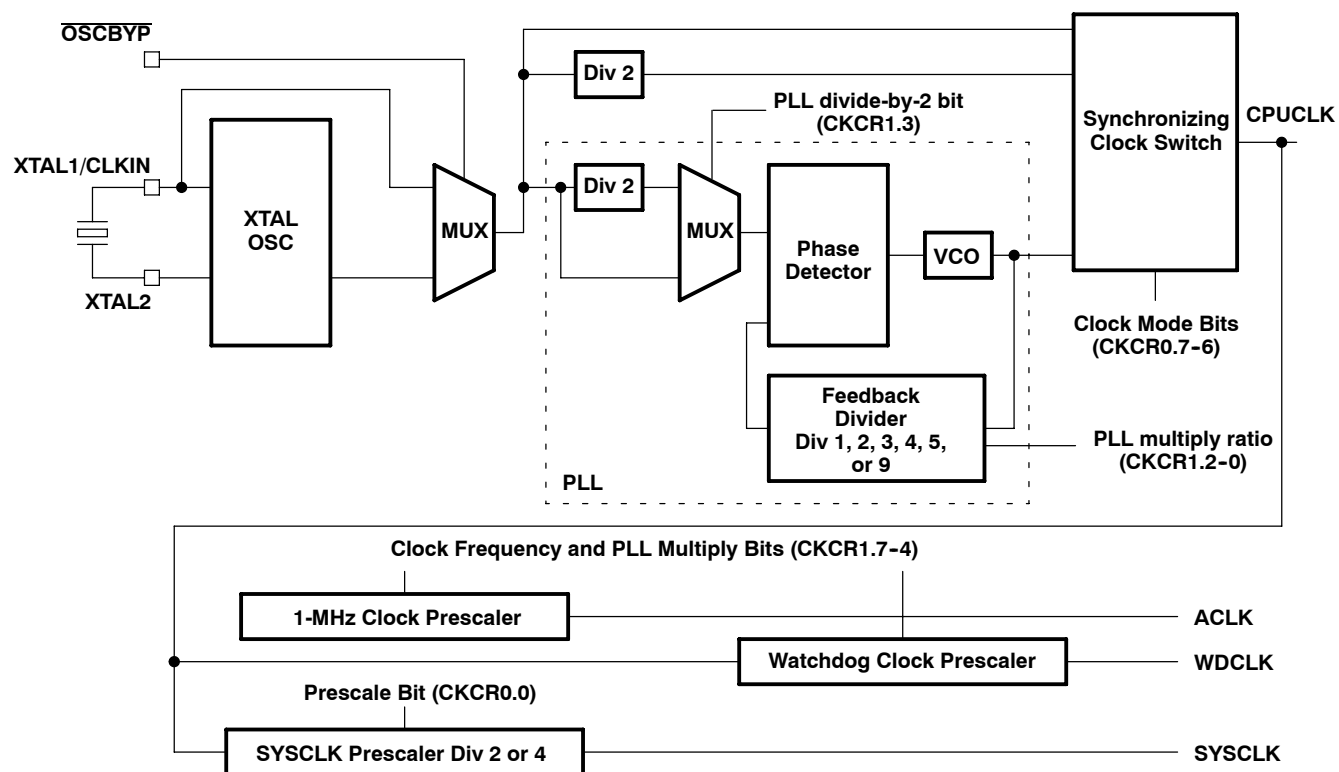 OSCBYP
XTAL1/CLKIN
XTAL2
XTAL
OSC
MUX
Div 2
PLL divide-by-2 bit
(CKCR1.3)
Div 2
MUX
Phase
Detector
VCO
Feedback
Divider
Div 1, 2, 3, 4, 5,
or 9
PLL
Synchronizing
Clock Switch
CPUCLK
Clock Mode Bits
(CKCR0.7-6)
PLL multiply ratio
(CKCR1.2-0)
Clock Frequency and PLL Multiply Bits (CKCR1.7-4)
1-MHz Clock Prescaler
ACLK
Watchdog Clock Prescaler
WDCLK
Prescale Bit (CKCR0.0)
SYSCLK Prescaler Div 2 or 4
SYSCLK